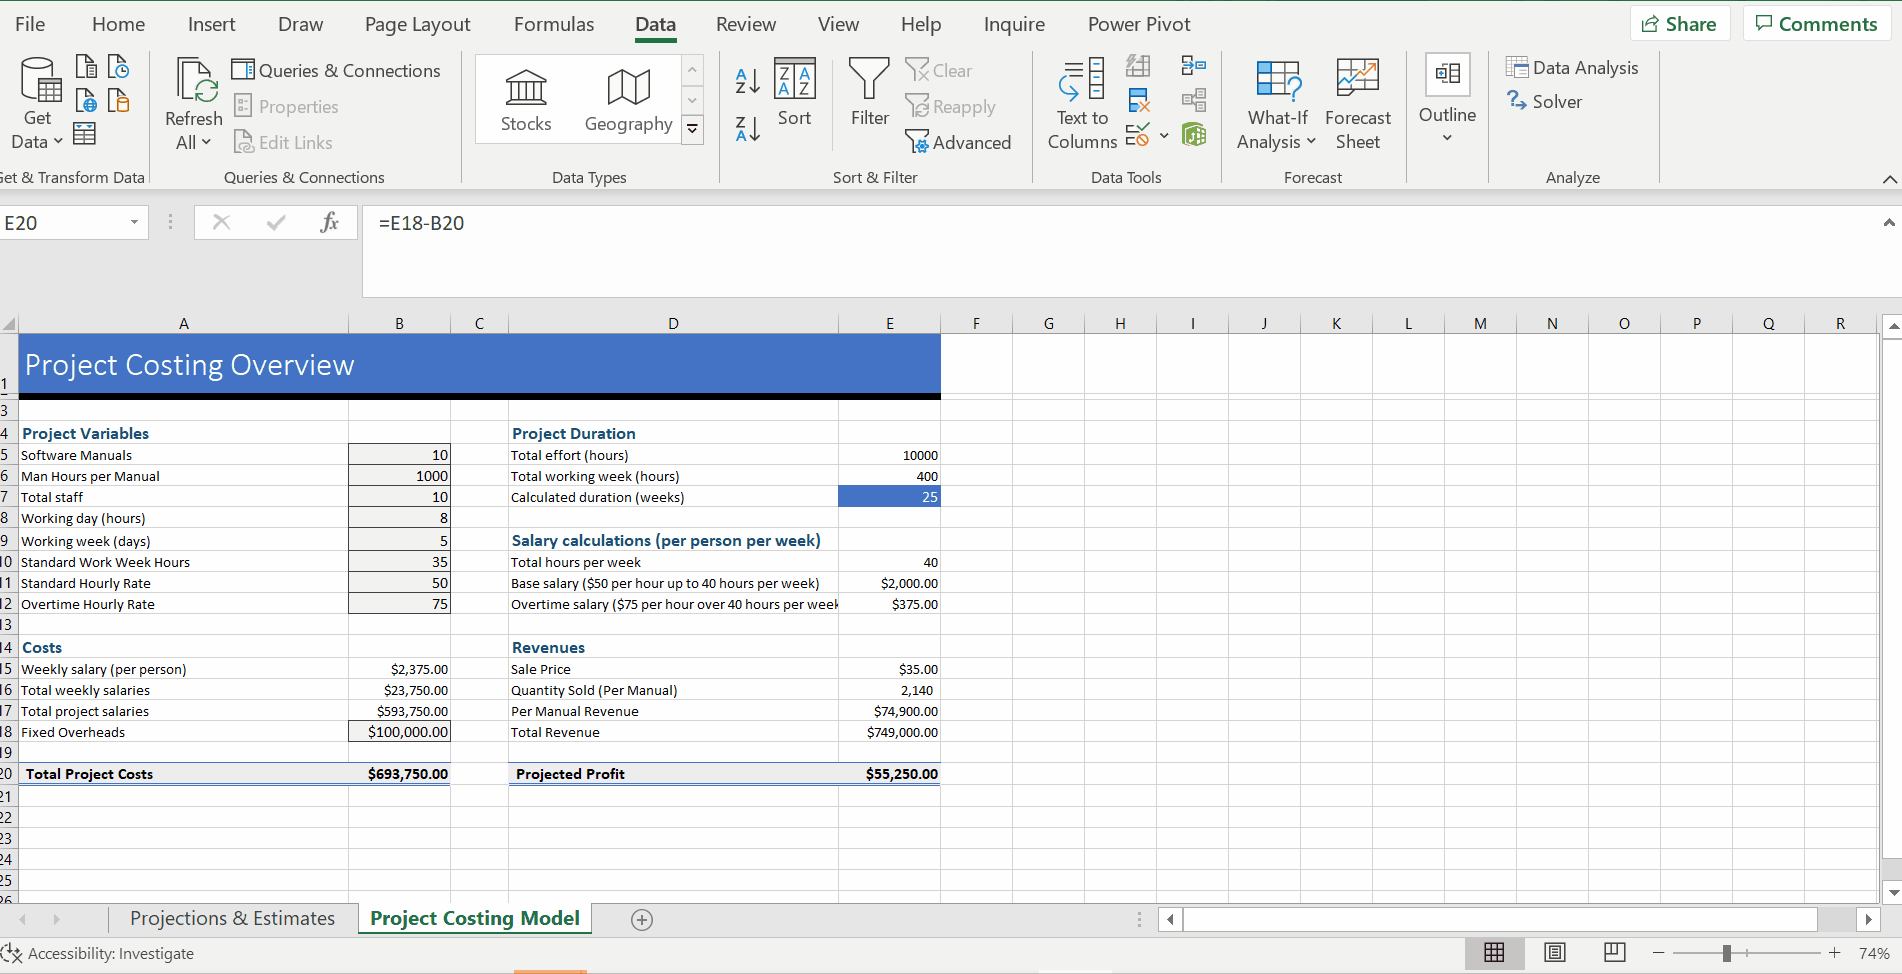 File Home Insert Draw Page Layout Formulas Data Review View Help Inquire Power Pivot Share Comments
Get Data
Refresh All
Queries & Connections
Properties
Edit Links
Stocks Geography
Sort
Filter
Clear
Reapply
Advanced
Text to Columns
What-If Analysis
Forecast Sheet
Outline
Data Analysis
Solver
Get & Transform Data Queries & Connections Data Types Sort & Filter Data Tools Forecast Analyze
E20 fx =E18-B20
A B C D E F G H I J K L M N O P Q R
1 Project Costing Overview
3
4 Project Variables Project Duration
5 Software Manuals 10 Total effort (hours) 10000
6 Man Hours per Manual 1000 Total working week (hours) 400
7 Total staff 10 Calculated duration (weeks) 25
8 Working day (hours) 8
9 Working week (days) 5 Salary calculations (per person per week)
10 Standard Work Week Hours 35 Total hours per week 40
11 Standard Hourly Rate 50 Base salary ($50 per hour up to 40 hours per week) $2,000.00
12 Overtime Hourly Rate 75 Overtime salary ($75 per hour over 40 hours per week $375.00
13
14 Costs Revenues
15 Weekly salary (per person) $2,375.00 Sale Price $35.00
16 Total weekly salaries $23,750.00 Quantity Sold (Per Manual) 2,140
17 Total project salaries $593,750.00 Per Manual Revenue $74,900.00
18 Fixed Overheads $100,000.00 Total Revenue $749,000.00
19
20 Total Project Costs $693,750.00 Projected Profit $55,250.00
21
22
23
24
25
26
Projections & Estimates Project Costing Model
Accessibility: Investigate 74%